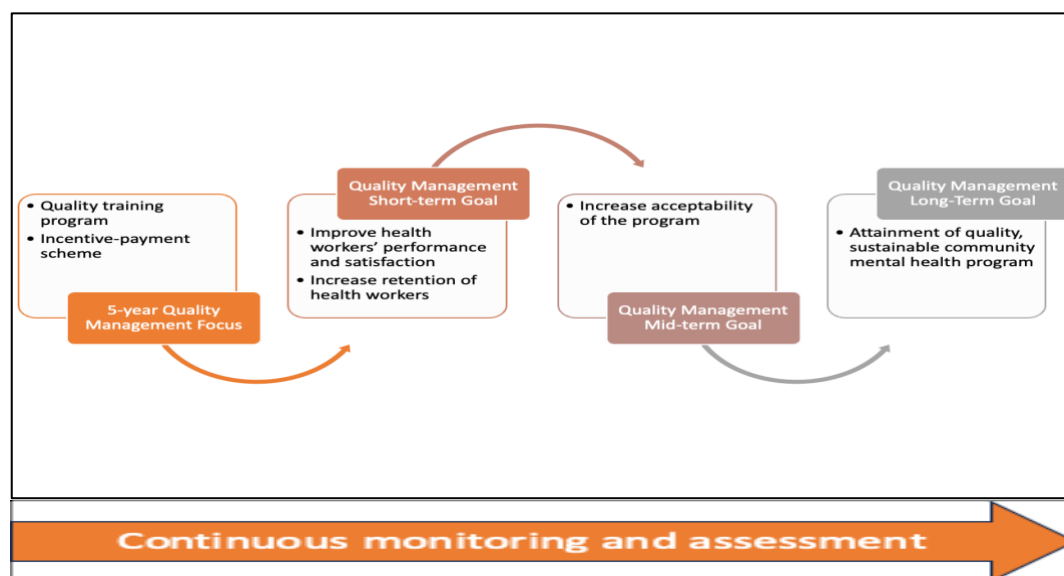 • Quality training
program
• Incentive-payment
scheme
5-year Quality
Management Focus
Quality Management
Short-term Goal
• Improve health
workers' performance
and satisfaction
• Increase retention of
health workers
• Increase acceptability
of the program
Quality Management
Mid-term Goal
Quality Management
Long-Term Goal
• Attainment of quality,
sustainable community
mental health program
Continuous monitoring and assessment